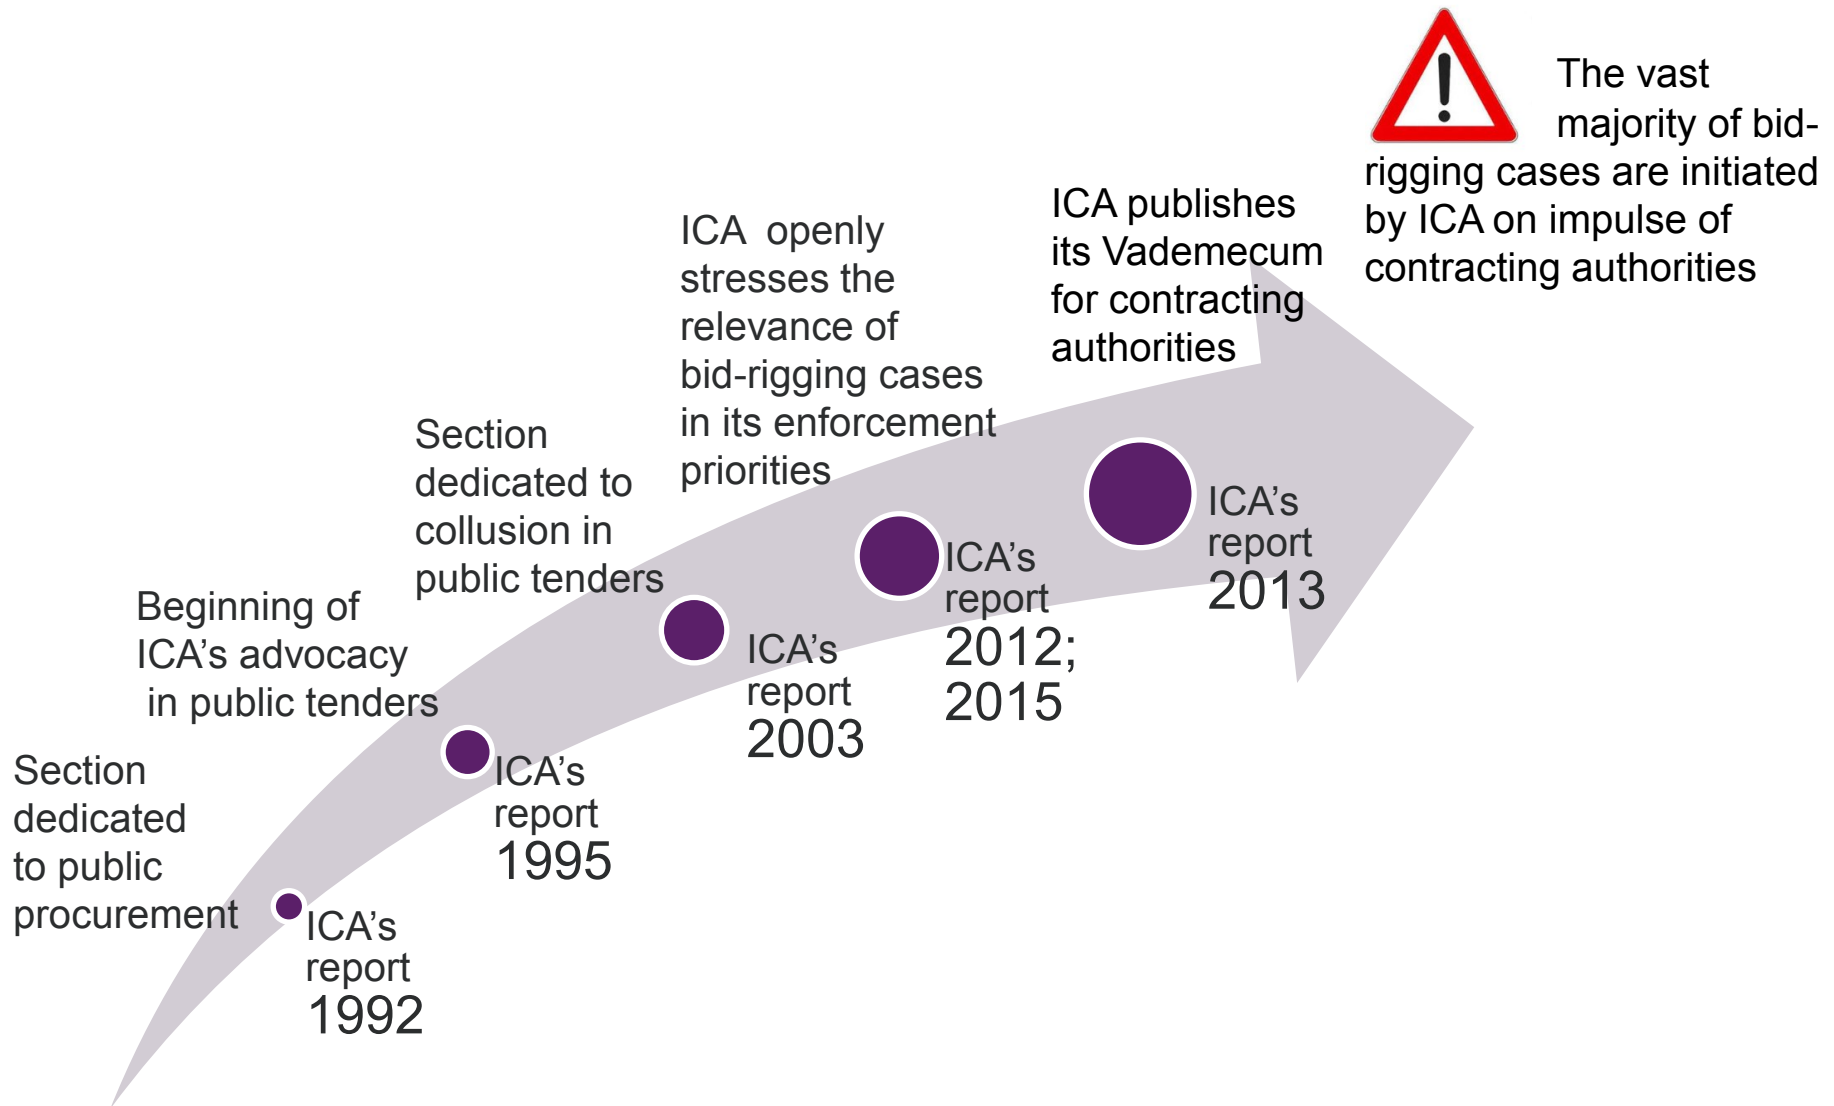 The vast
majority of bid-
rigging cases are initiated
by ICA on impulse of
contracting authorities
ICA publishes
its Vademecum
for contracting
authorities
ICA openly
stresses the
relevance of
bid-rigging cases
in its enforcement
priorities
Section
dedicated to
collusion in
public tenders
Beginning of
ICA’s advocacy
in public tenders
Section
dedicated
to public
procurement
ICA’s
report
1992
ICA’s
report
1995
ICA’s
report
2003
ICA’s
report
2012;
2015
ICA’s
report
2013